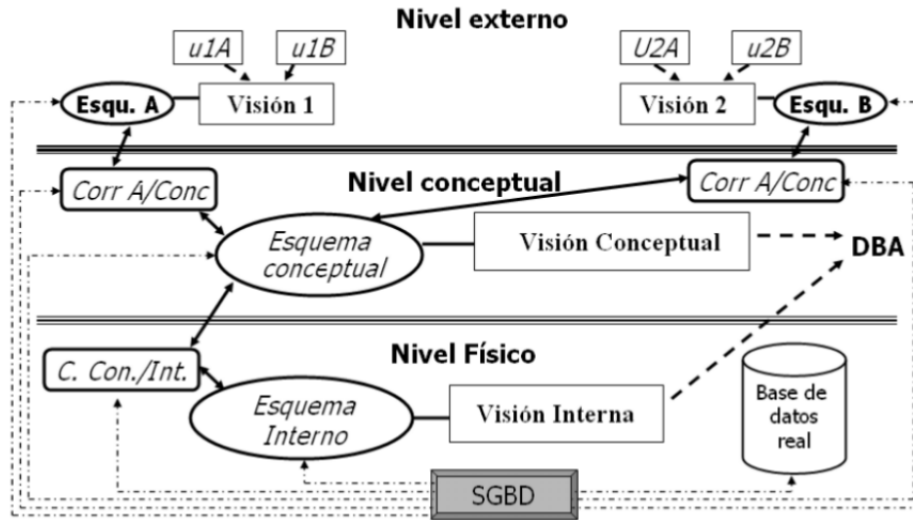 Nivel externo
u1A
u1B
U2A
u2B
Esqu. A
Visión 1
Visión 2
Esqu. B
Corr A/Conc
Nivel conceptual
Corr A/Conc
Esquema
conceptual
Visión Conceptual
DBA
C. Con./Int.
Nivel Físico
Esquema
Interno
Visión Interna
Base de
datos
real
SGBD